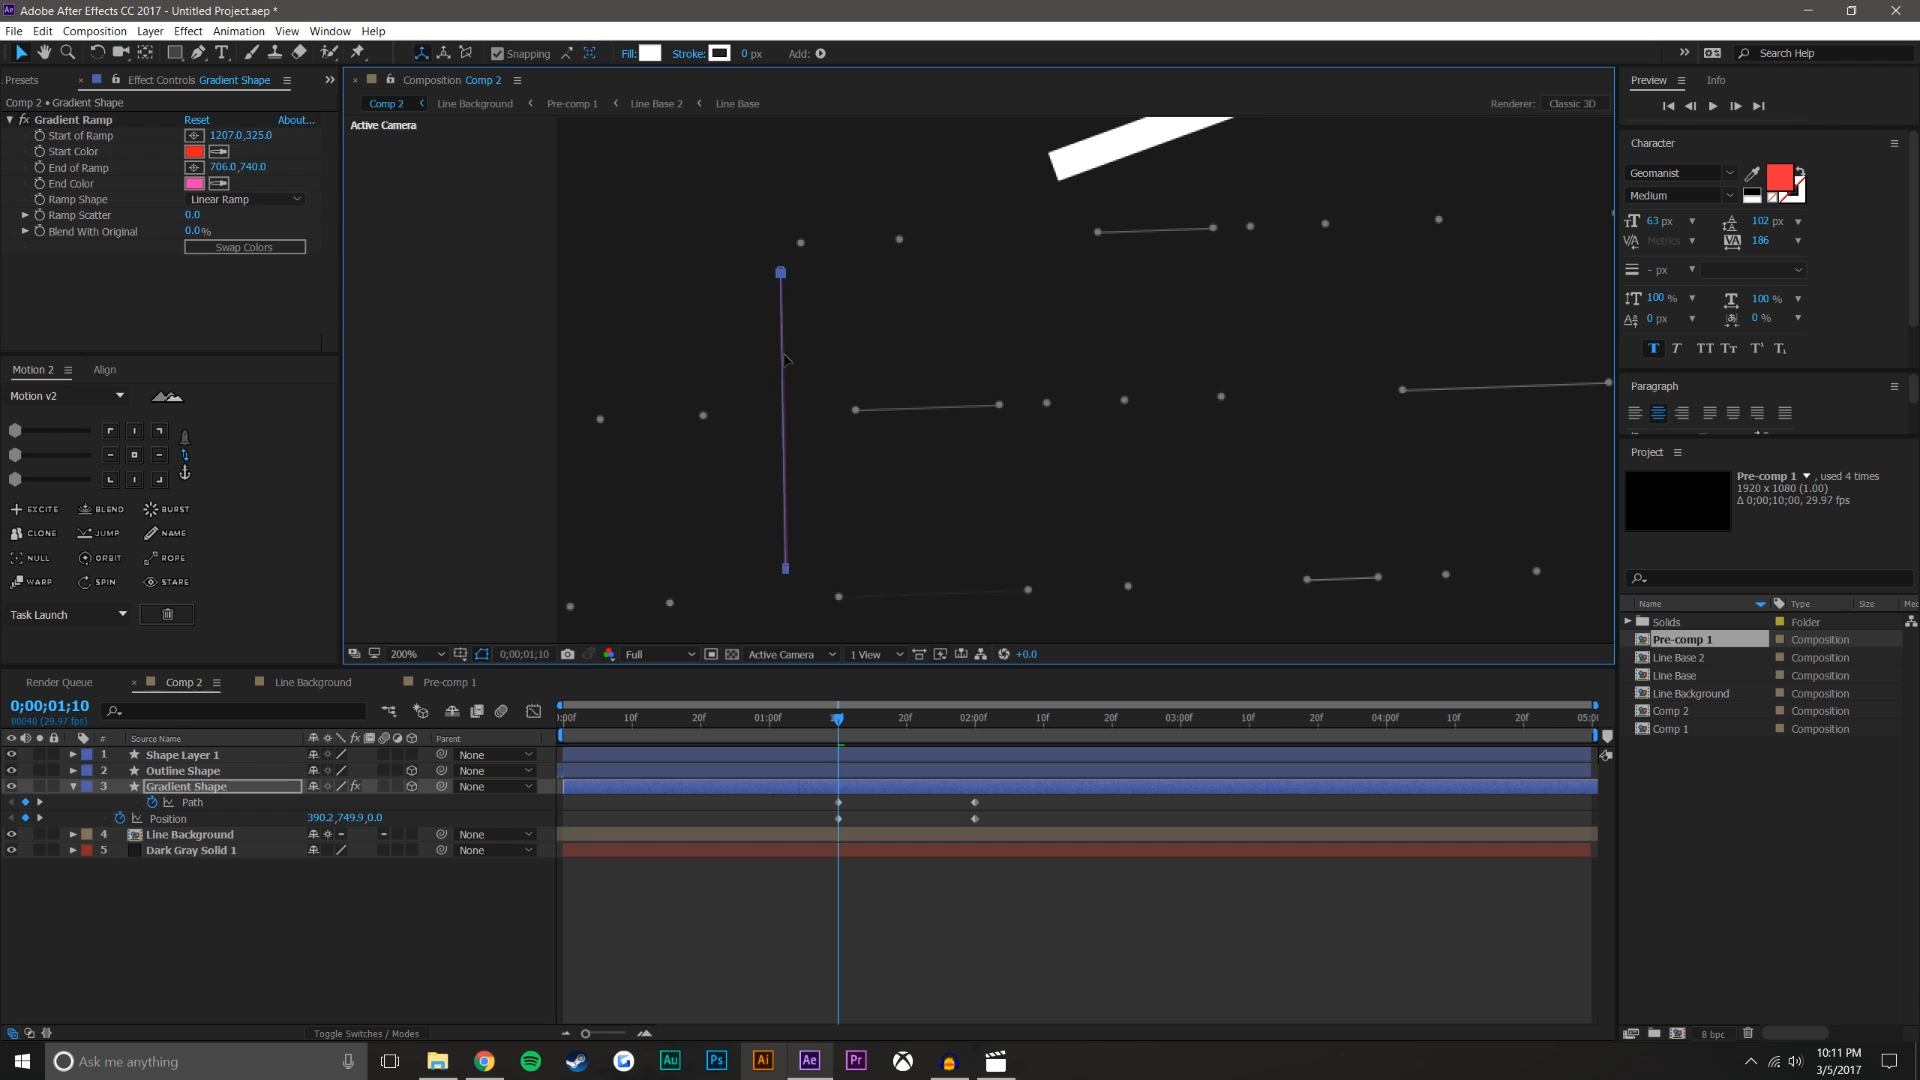 Adobe After Effects CC 2017 - Untitled Project.aep *
File Edit Composition Layer Effect Animation View Window Help
Snapping Fill: Stroke: 0 px Add: Search Help
Presets Effect Controls Gradient Shape
Comp 2 • Gradient Shape
fx Gradient Ramp Reset About...
Start of Ramp 1207.0,325.0
Start Color
End of Ramp 706.0,740.0
End Color
Ramp Shape Linear Ramp
Ramp Scatter 0.0
Blend With Original 0.0%
Swap Colors
Motion 2 Align
Motion v2
EXCITE BLEND BURST
CLONE JUMP NAME
NULL ORBIT ROPE
WARP SPIN STARE
Task Launch
Composition Comp 2
Comp 2 Line Background Pre-comp 1 Line Base 2 Line Base
Renderer: Classic 3D
Active Camera
200% 0;00;01;10 Full Active Camera 1 View +0.0
Preview Info
Character
Geomanist
Medium
63 px 102 px
Metrics 186
- px
100 % 100 %
0 px 0 %
T T TT Tt T¹ T₁
Paragraph
Project
Pre-comp 1 , used 4 times
1920 x 1080 (1.00)
Δ 0;00;10;00, 29.97 fps
Name Type Size
Solids Folder
Pre-comp 1 Composition
Line Base 2 Composition
Line Base Composition
Line Background Composition
Comp 2 Composition
Comp 1 Composition
8 bpc
Render Queue Comp 2 Line Background Pre-comp 1
0;00;01;10
00040 (29.97 fps)
:00f 10f 20f 01:00f 20f 02:00f 10f 20f 03:00f 10f 20f 04:00f 10f 20f
# Source Name Parent
1 Shape Layer 1 None
2 Outline Shape None
3 Gradient Shape fx None
Path
Position 390.2,749.9,0.0
4 Line Background None
5 Dark Gray Solid 1 None
Toggle Switches / Modes
Ask me anything
Au Ps Ai Ae Pr
10:11 PM
3/5/2017